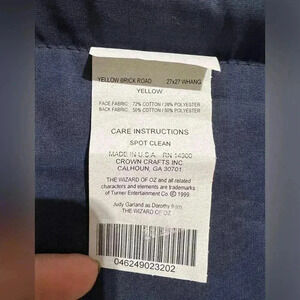 YELLOW BRICK ROAD 27x27 WHANG
YELLOW
FACE FABRIC: 72% COTTON / 28% POLYESTER
BACK FABRIC: 50% COTTON / 50% POLYESTER
CARE INSTRUCTIONS
SPOT CLEAN
MADE IN U.S.A. RN 14300
CROWN CRAFTS INC
CALHOUN, GA 30701
THE WIZARD OF OZ and all related
characters and elements are trademarks
of Turner Entertainment Co. © 1999
Judy Garland as Dorothy from
THE WIZARD OF OZ
046249023202